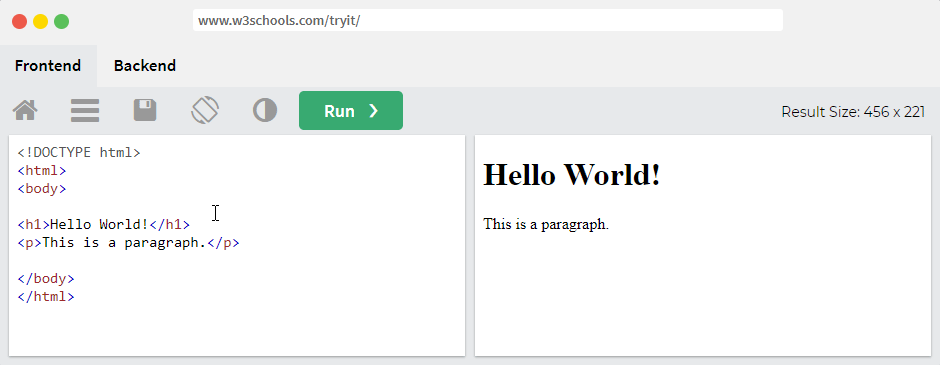 www.w3schools.com/tryit/
Frontend Backend
Run ❯ Result Size: 456 x 221
<!DOCTYPE html>
<html>
<body>
<h1>Hello World!</h1>
<p>This is a paragraph.</p>
</body>
</html>
Hello World!
This is a paragraph.